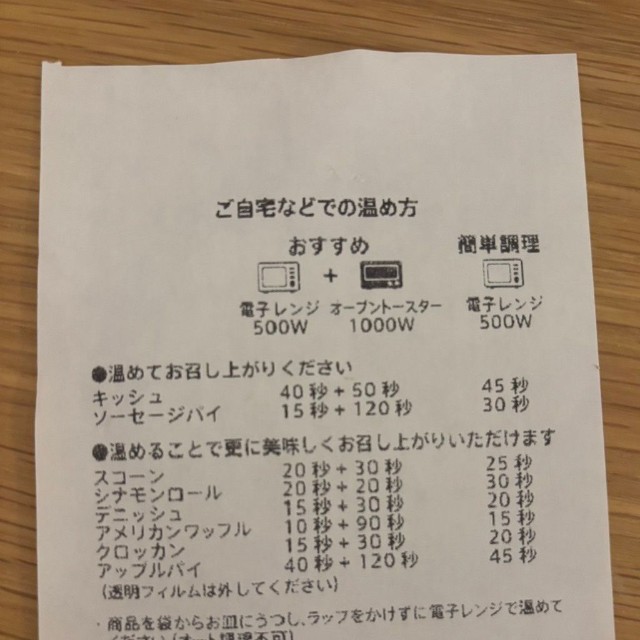 ご自宅などでの温め方
おすすめ 簡単調理
+
電子レンジ オーブントースター 電子レンジ
500W 1000W 500W
●温めてお召し上がりください
キッシュ 40秒+50秒 45秒
ソーセージパイ 15秒+120秒 30秒
●温めることで更に美味しくお召し上がりいただけます
スコーン 20秒+30秒 25秒
シナモンロール 20秒+20秒 30秒
デニッシュ 15秒+30秒 20秒
アメリカンワッフル 10秒+90秒 15秒
クロッカン 15秒+30秒 20秒
アップルパイ 40秒+120秒 45秒
(透明フィルムは外してください)
・商品を袋からお皿にうつし、ラップをかけずに電子レンジで温めて
ください(オート調理不可)